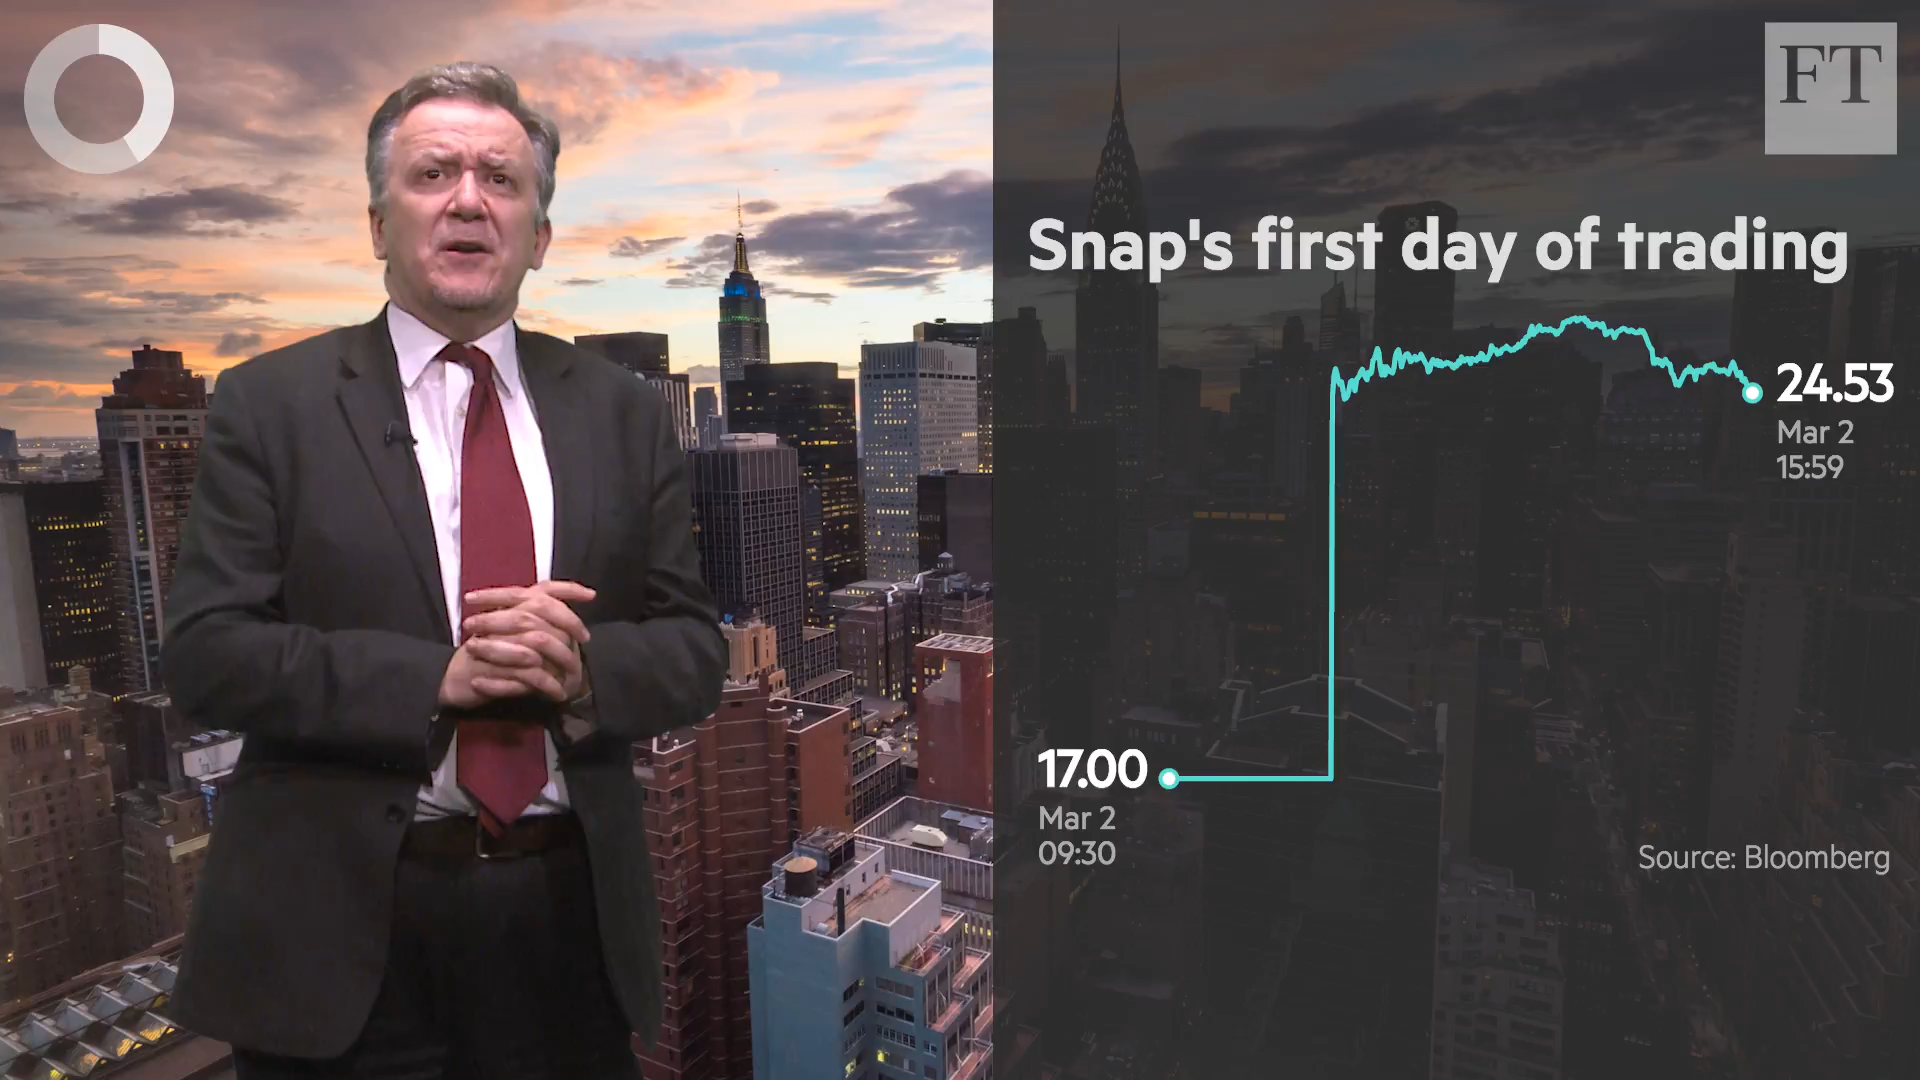 FT
Snap's first day of trading
24.53
Mar 2
15:59
17.00
Mar 2
09:30
Source: Bloomberg